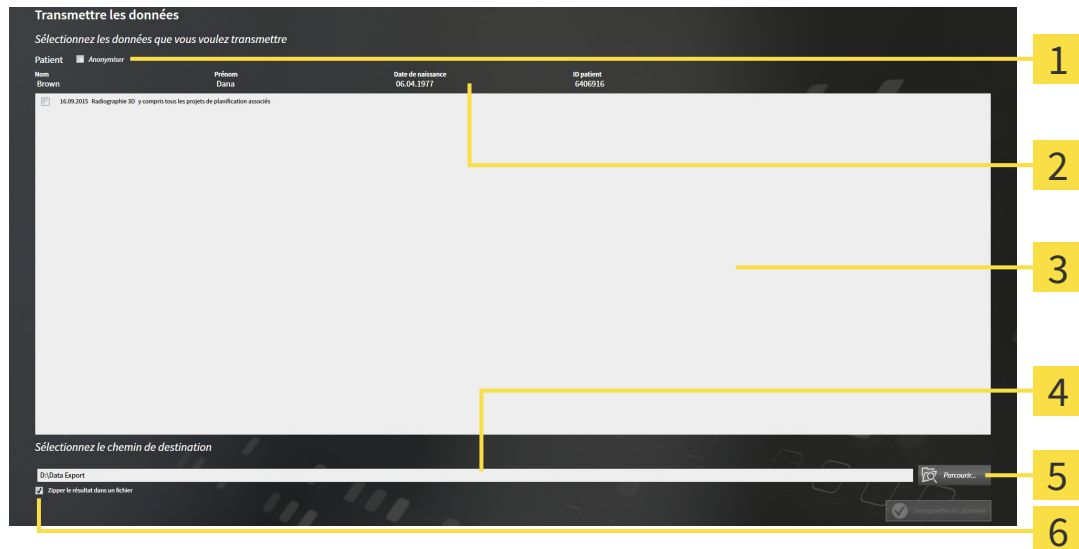 Transmettre les données
Sélectionnez les données que vous voulez transmettre
Patient Anonymiser
1
Nom Prénom Date de naissance ID patient
Brown Dana 06.04.1977 6406916
16.09.2015 Radiographie 3D y compris tous les projets de planification associés
2
3
4
Sélectionnez le chemin de destination
D:\Data Export
Parcourir...
5
Zipper le résultat dans un fichier
Transmettre les données
6